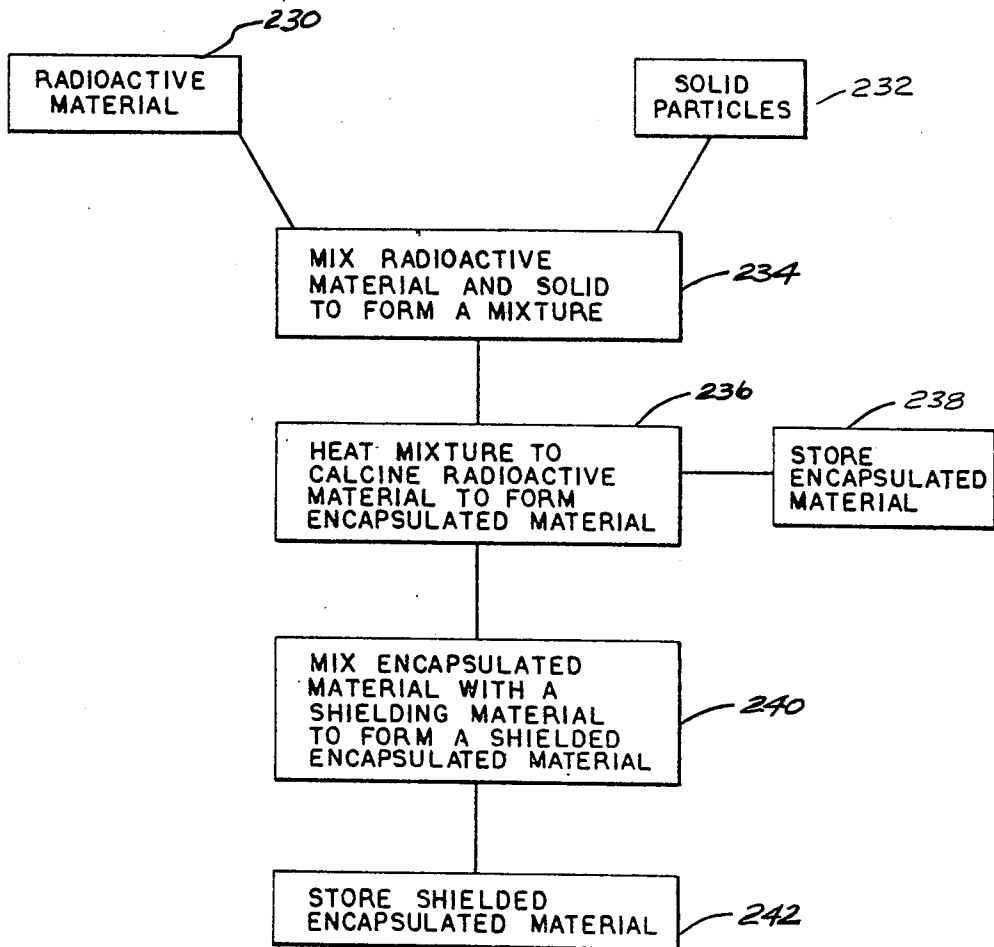 230
RADIOACTIVE
MATERIAL
SOLID
PARTICLES
232
MIX RADIOACTIVE
MATERIAL AND SOLID
TO FORM A MIXTURE
234
236
HEAT MIXTURE TO
CALCINE RADIOACTIVE
MATERIAL TO FORM
ENCAPSULATED MATERIAL
238
STORE
ENCAPSULATED
MATERIAL
MIX ENCAPSULATED
MATERIAL WITH A
SHIELDING MATERIAL
TO FORM A SHIELDED
ENCAPSULATED MATERIAL
240
STORE SHIELDED
ENCAPSULATED MATERIAL
242